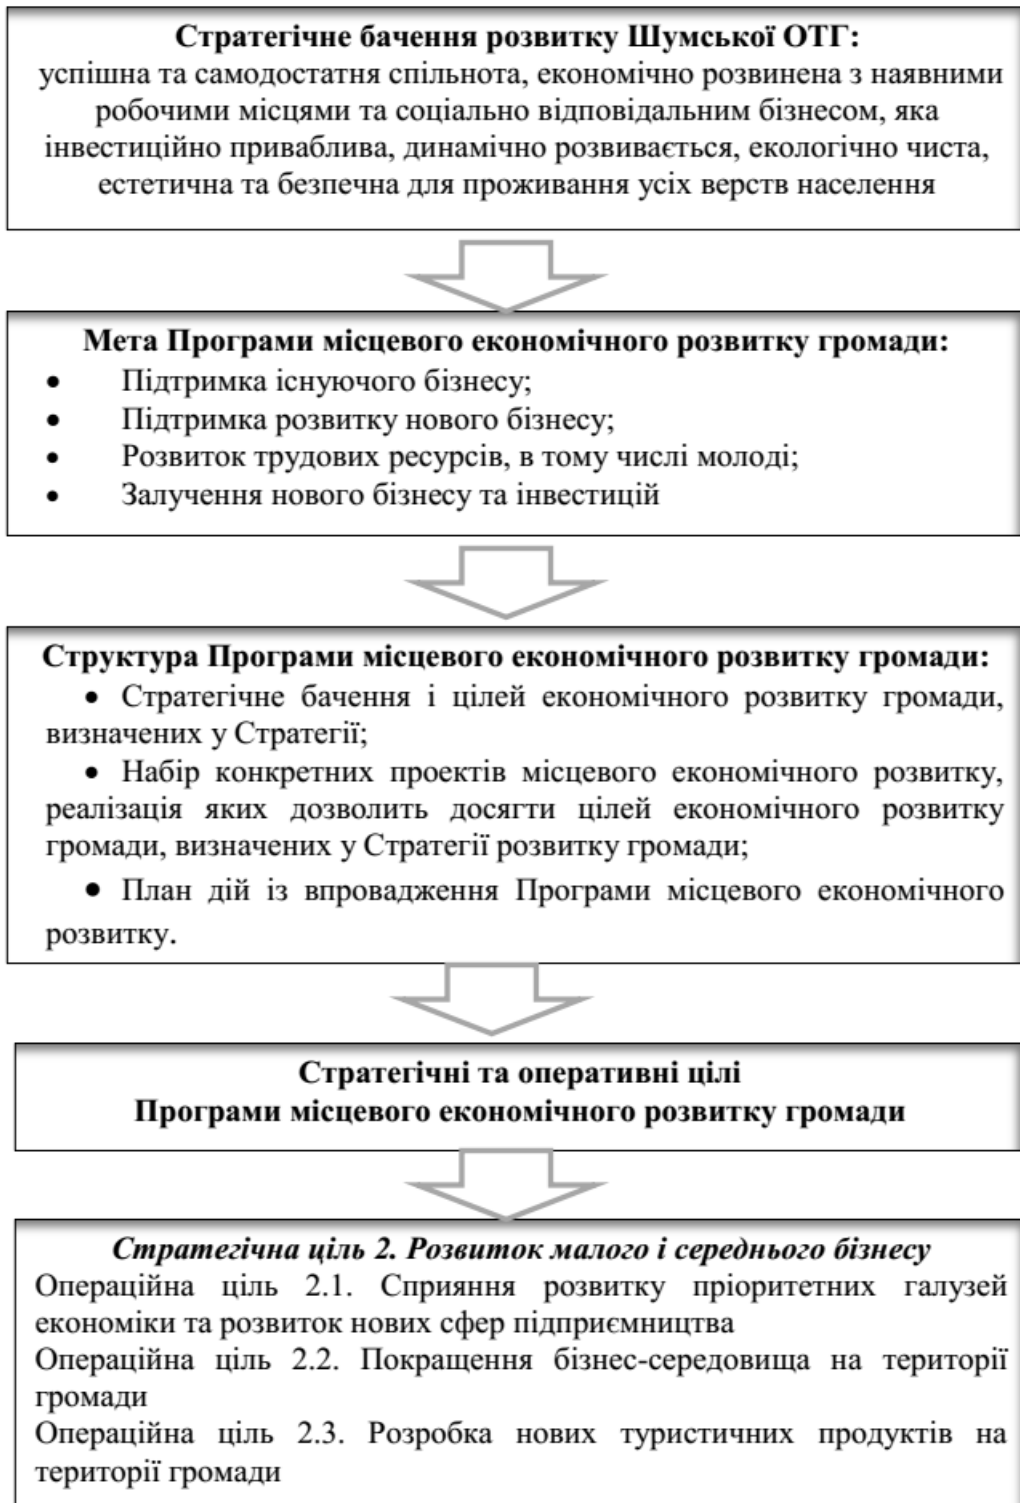 Стратегічне бачення розвитку Шумської ОТГ:
успішна та самодостатня спільнота, економічно розвинена з наявними
робочими місцями та соціально відповідальним бізнесом, яка
інвестиційно приваблива, динамічно розвивається, екологічно чиста,
естетична та безпечна для проживання усіх верств населення
Мета Програми місцевого економічного розвитку громади:
• Підтримка існуючого бізнесу;
• Підтримка розвитку нового бізнесу;
• Розвиток трудових ресурсів, в тому числі молоді;
• Залучення нового бізнесу та інвестицій
Структура Програми місцевого економічного розвитку громади:
• Стратегічне бачення і цілей економічного розвитку громади,
визначених у Стратегії;
• Набір конкретних проектів місцевого економічного розвитку,
реалізація яких дозволить досягти цілей економічного розвитку
громади, визначених у Стратегії розвитку громади;
• План дій із впровадження Програми місцевого економічного
розвитку.
Стратегічні та оперативні цілі
Програми місцевого економічного розвитку громади
Стратегічна ціль 2. Розвиток малого і середнього бізнесу
Операційна ціль 2.1. Сприяння розвитку пріоритетних галузей
економіки та розвиток нових сфер підприємництва
Операційна ціль 2.2. Покращення бізнес-середовища на території
громади
Операційна ціль 2.3. Розробка нових туристичних продуктів на
території громади